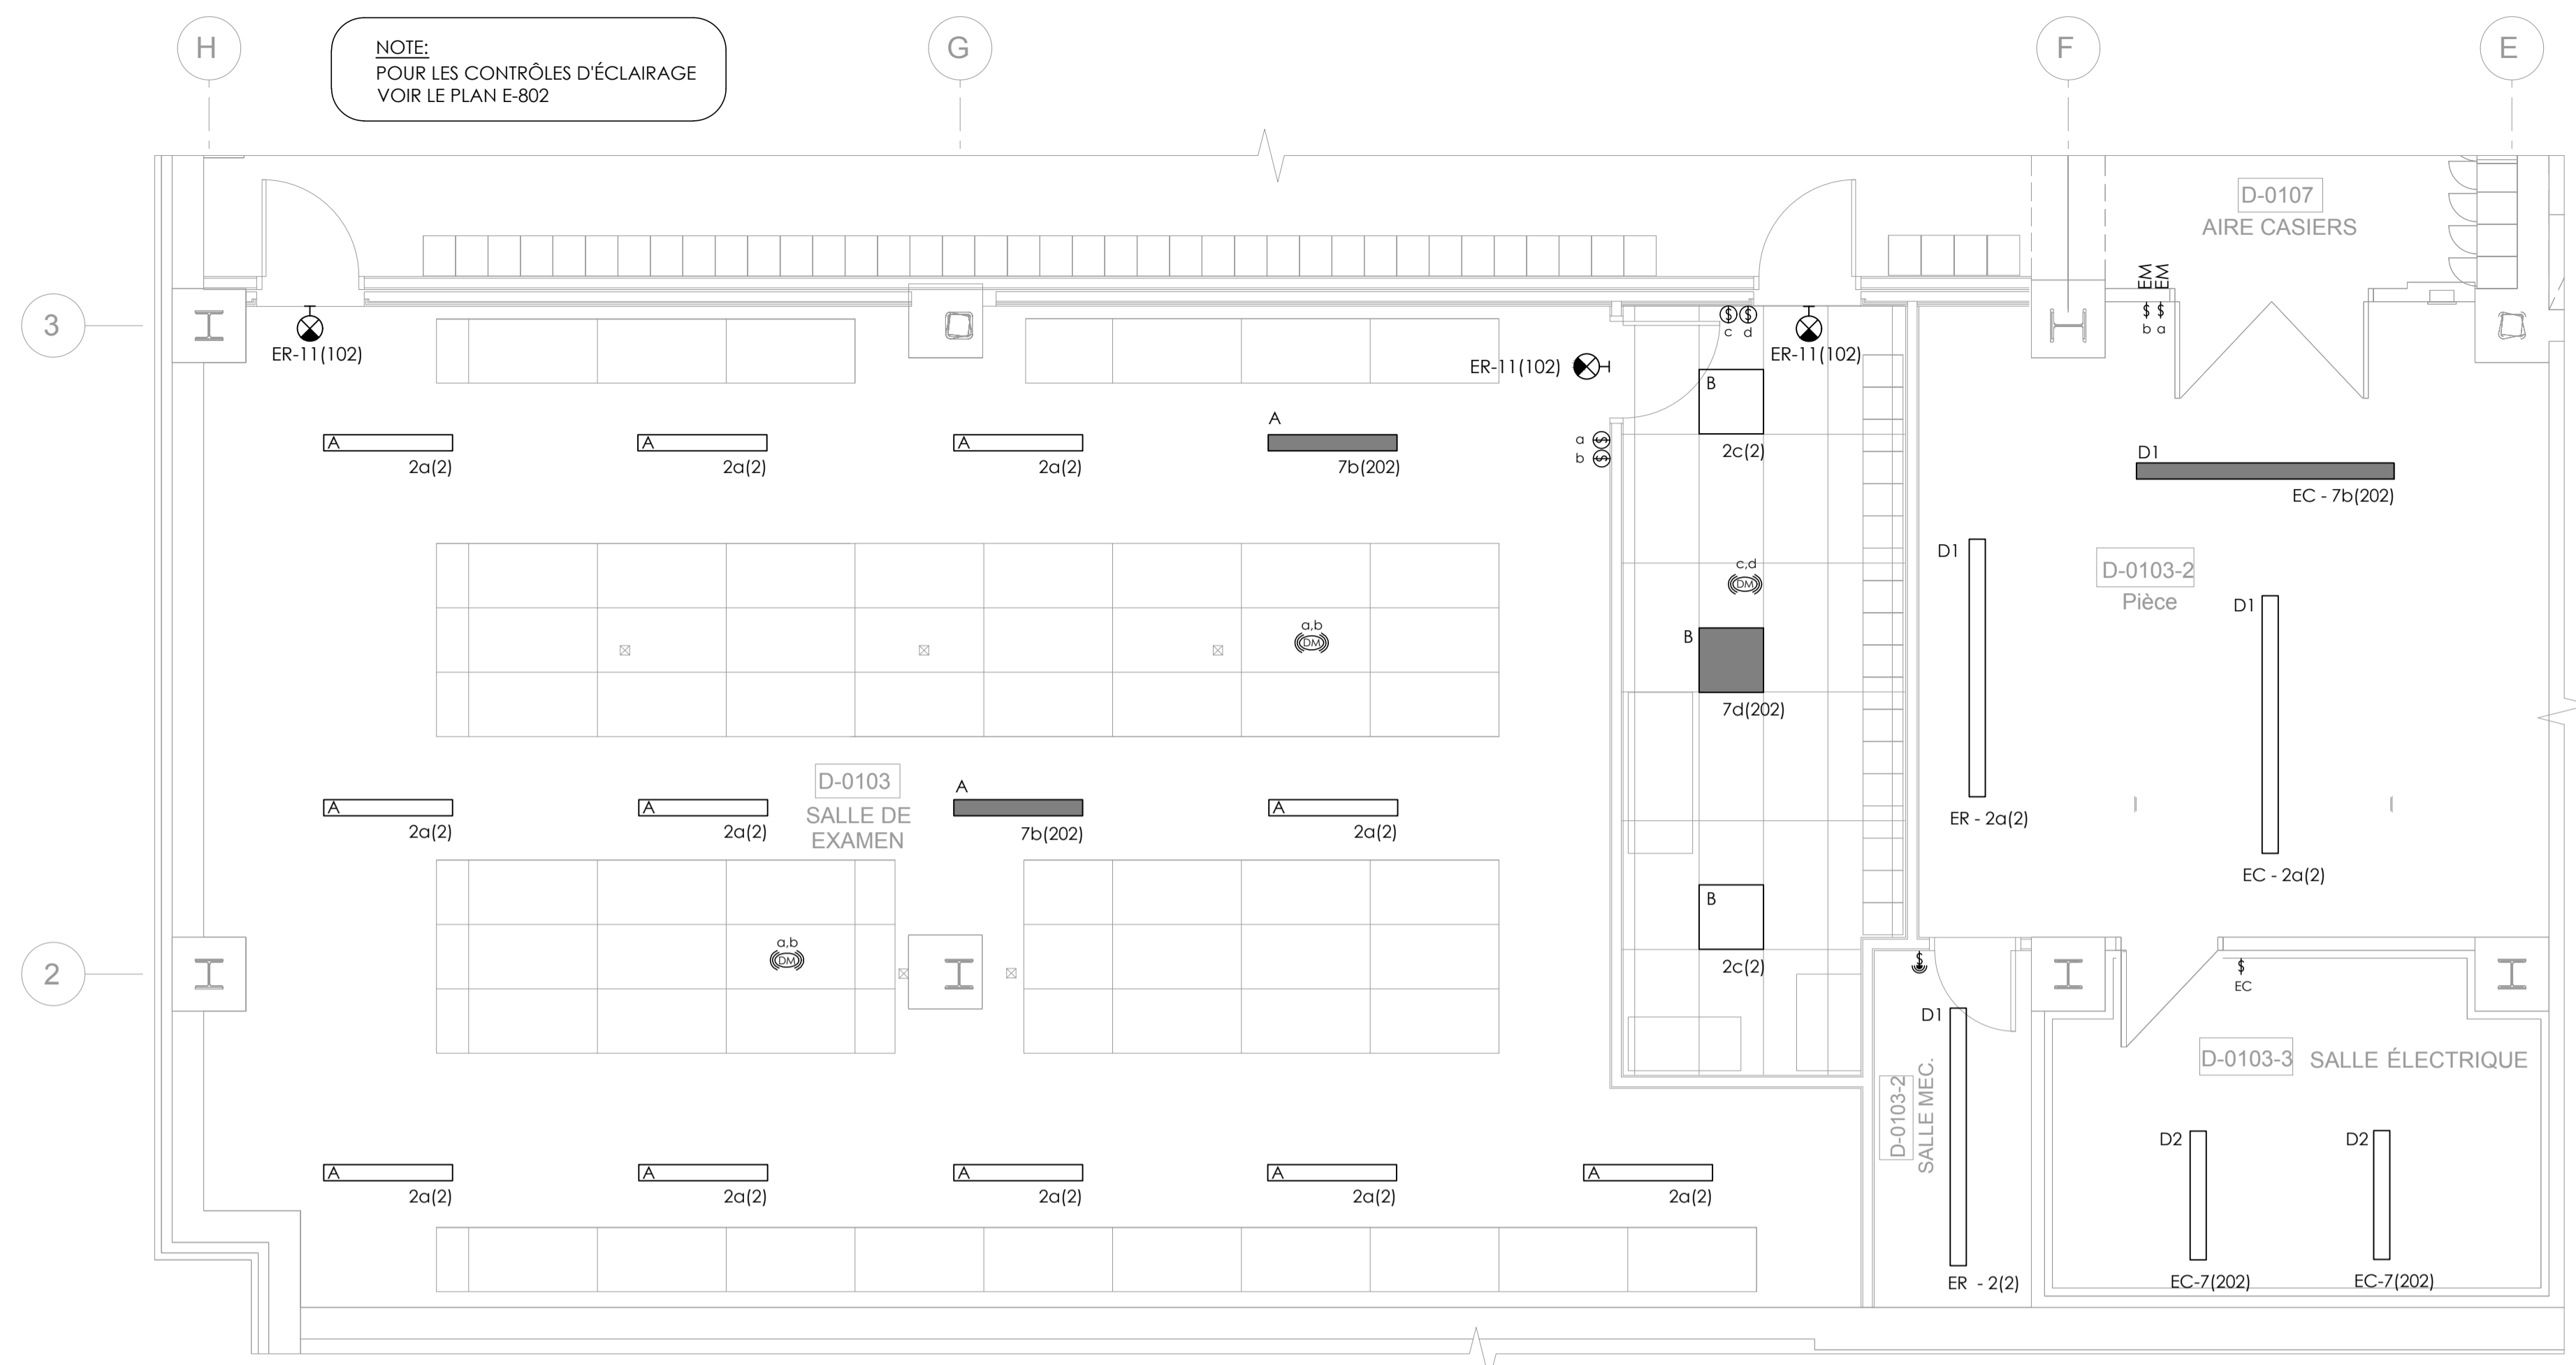 H
G
F
E
NOTE:
POUR LES CONTRÔLES D'ÉCLAIRAGE
VOIR LE PLAN E-802
D-0107
AIRE CASIERS
EM
EM
$ $
b a
3
ER-11(102)
$ $
c d
ER-11(102)
ER-11(102)
B
2c(2)
A
2a(2)
A
2a(2)
A
2a(2)
A
7b(202)
a $
b $
D1
EC - 7b(202)
D1
ER - 2a(2)
D-0103-2
Pièce
D1
EC - 2a(2)
c,d
DM
a,b
DM
B
7d(202)
A
2a(2)
A
2a(2)
D-0103
SALLE DE
EXAMEN
A
7b(202)
A
2a(2)
B
2c(2)
2
a,b
DM
$
$
EC
D1
ER - 2(2)
D-0103-2
SALLE MEC.
D-0103-3 SALLE ÉLECTRIQUE
D2
EC-7(202)
D2
EC-7(202)
A
2a(2)
A
2a(2)
A
2a(2)
A
2a(2)
A
2a(2)